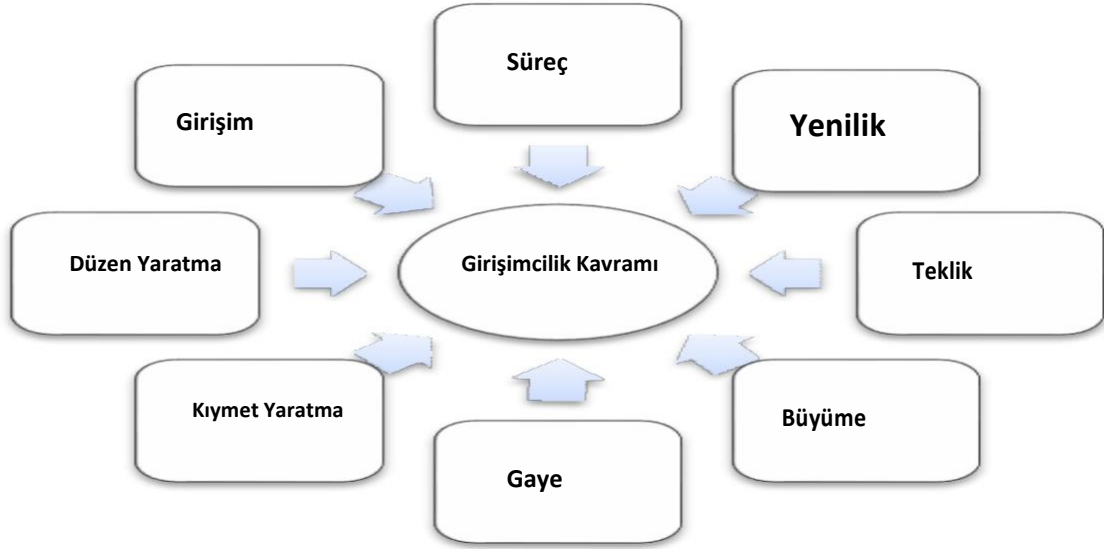 Süreç
Girişim
Yenilik
Düzen Yaratma
Girişimcilik Kavramı
Teklik
Kıymet Yaratma
Büyüme
Gaye